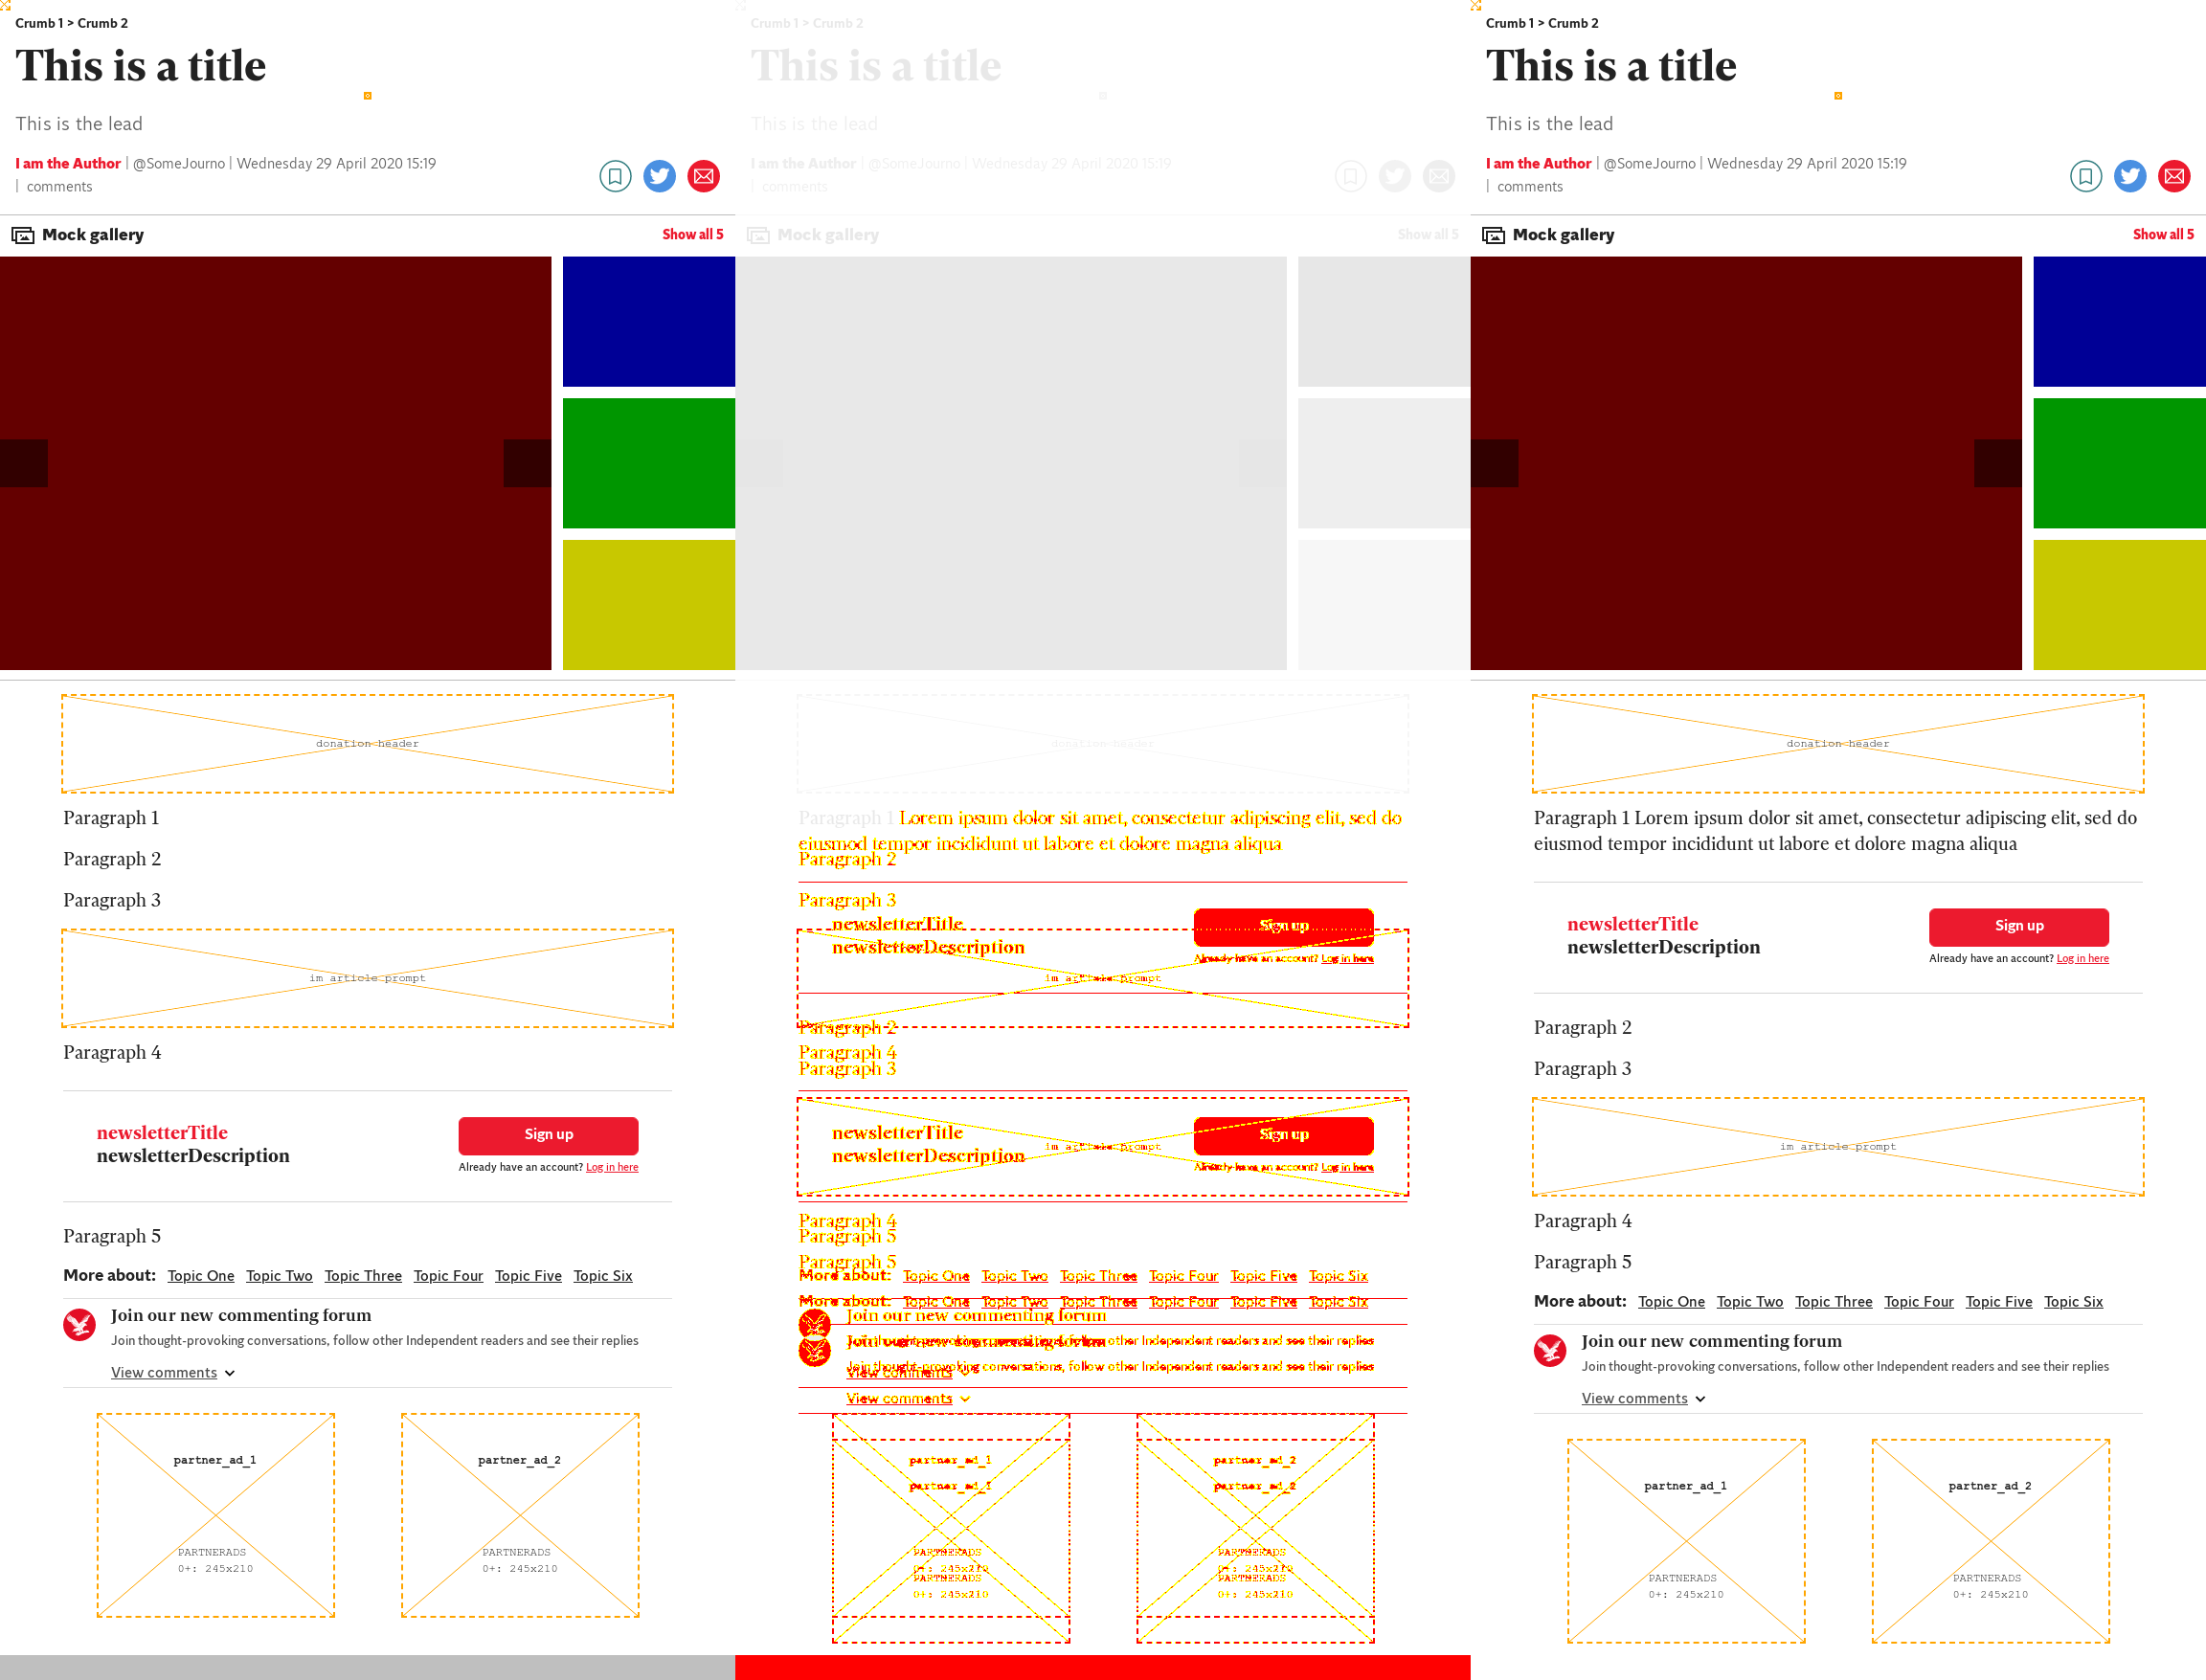 Crumb 1 > Crumb 2
This is a title
This is the lead
I am the Author | @SomeJourno | Wednesday 29 April 2020 15:19
| comments
Mock gallery
Show all 5
donation header
Paragraph 1
Paragraph 2
Paragraph 3
im article prompt
Paragraph 4
newsletterTitle
newsletterDescription
Sign up
Already have an account? Log in here
Paragraph 5
More about: Topic One Topic Two Topic Three Topic Four Topic Five Topic Six
Join our new commenting forum
Join thought-provoking conversations, follow other Independent readers and see their replies
View comments
partner_ad_1
PARTNERADS
0+: 245x210
partner_ad_2
PARTNERADS
0+: 245x210
Crumb 1 > Crumb 2
This is a title
This is the lead
I am the Author | @SomeJourno | Wednesday 29 April 2020 15:19
| comments
Mock gallery
Show all 5
donation header
Paragraph 1 Lorem ipsum dolor sit amet, consectetur adipiscing elit, sed do
eiusmod tempor incididunt ut labore et dolore magna aliqua
Paragraph 2
Paragraph 3
newsletterTitle
newsletterDescription
Sign up
Already have an account? Log in here
im article prompt
Paragraph 2
Paragraph 4
Paragraph 3
newsletterTitle
newsletterDescription
im article prompt
Sign up
Already have an account? Log in here
Paragraph 4
Paragraph 5
Paragraph 5
More about: Topic One Topic Two Topic Three Topic Four Topic Five Topic Six
More about: Topic One Topic Two Topic Three Topic Four Topic Five Topic Six
Join our new commenting forum
Join our new commenting forum
Join thought-provoking conversations, follow other Independent readers and see their replies
View comments
View comments
partner_ad_1
partner_ad_1
PARTNERADS
0+: 245x210
PARTNERADS
0+: 245x210
partner_ad_2
partner_ad_2
PARTNERADS
0+: 245x210
PARTNERADS
0+: 245x210
Crumb 1 > Crumb 2
This is a title
This is the lead
I am the Author | @SomeJourno | Wednesday 29 April 2020 15:19
| comments
Mock gallery
Show all 5
donation header
Paragraph 1 Lorem ipsum dolor sit amet, consectetur adipiscing elit, sed do
eiusmod tempor incididunt ut labore et dolore magna aliqua
newsletterTitle
newsletterDescription
Sign up
Already have an account? Log in here
Paragraph 2
Paragraph 3
im article prompt
Paragraph 4
Paragraph 5
More about: Topic One Topic Two Topic Three Topic Four Topic Five Topic Six
Join our new commenting forum
Join thought-provoking conversations, follow other Independent readers and see their replies
View comments
partner_ad_1
PARTNERADS
0+: 245x210
partner_ad_2
PARTNERADS
0+: 245x210